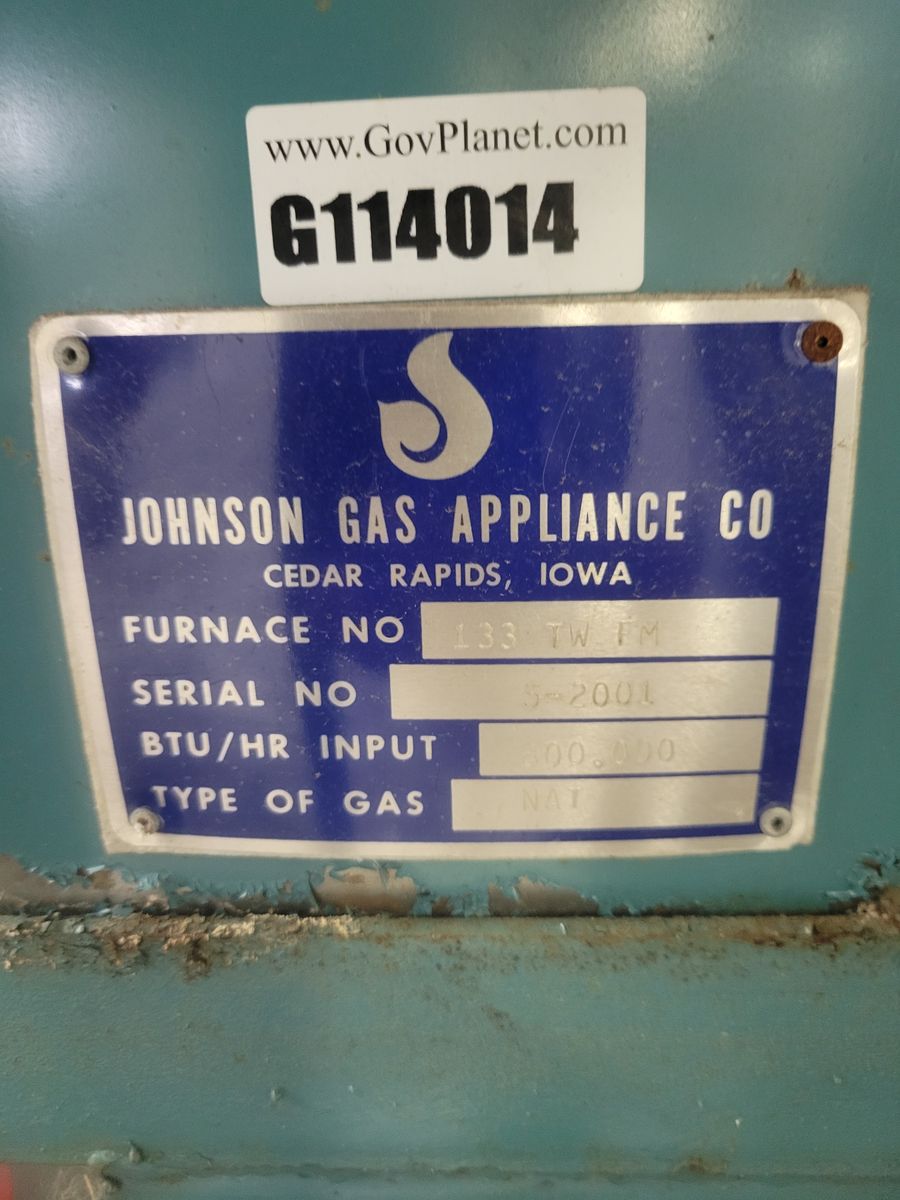 www.GovPlanet.com
G114014
JOHNSON GAS APPLIANCE CO
CEDAR RAPIDS, IOWA
FURNACE NO 133 TW FM
SERIAL NO 5-2001
BTU/HR INPUT
TYPE OF GAS NAT